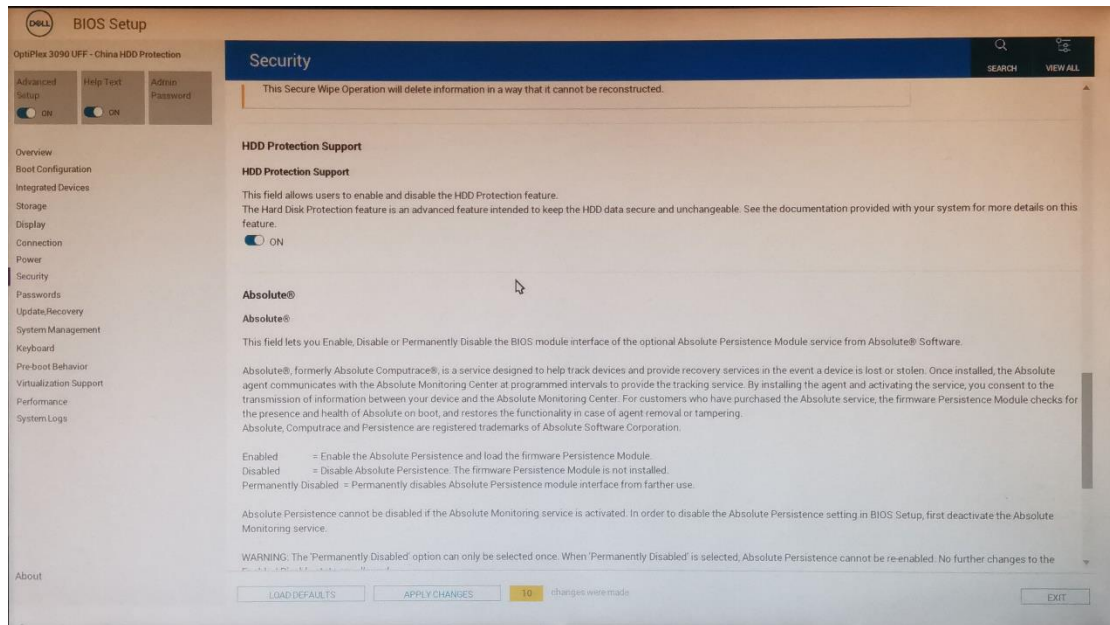 DELL
BIOS Setup
OptiPlex 3090 UFF - China HDD Protection
Advanced Setup
ON
Help Text
ON
Admin Password
Overview
Boot Configuration
Integrated Devices
Storage
Display
Connection
Power
Security
Passwords
Update,Recovery
System Management
Keyboard
Pre-boot Behavior
Virtualization Support
Performance
System Logs
About
Security
SEARCH
VIEW ALL
This Secure Wipe Operation will delete information in a way that it cannot be reconstructed.
HDD Protection Support
HDD Protection Support
This field allows users to enable and disable the HDD Protection feature.
The Hard Disk Protection feature is an advanced feature intended to keep the HDD data secure and unchangeable. See the documentation provided with your system for more details on this
feature.
ON
Absolute®
Absolute®
This field lets you Enable, Disable or Permanently Disable the BIOS module interface of the optional Absolute Persistence Module service from Absolute® Software.
Absolute®, formerly Absolute Computrace®, is a service designed to help track devices and provide recovery services in the event a device is lost or stolen. Once installed, the Absolute
agent communicates with the Absolute Monitoring Center at programmed intervals to provide the tracking service. By installing the agent and activating the service, you consent to the
transmission of information between your device and the Absolute Monitoring Center. For customers who have purchased the Absolute service, the firmware Persistence Module checks for
the presence and health of Absolute on boot, and restores the functionality in case of agent removal or tampering.
Absolute, Computrace and Persistence are registered trademarks of Absolute Software Corporation.
Enabled = Enable the Absolute Persistence and load the firmware Persistence Module.
Disabled = Disable Absolute Persistence. The firmware Persistence Module is not installed.
Permanently Disabled = Permanently disables Absolute Persistence module interface from farther use.
Absolute Persistence cannot be disabled if the Absolute Monitoring service is activated. In order to disable the Absolute Persistence setting in BIOS Setup, first deactivate the Absolute
Monitoring service.
WARNING: The 'Permanently Disabled' option can only be selected once. When 'Permanently Disabled' is selected, Absolute Persistence cannot be re-enabled. No further changes to the
LOAD DEFAULTS
APPLY CHANGES
10 changes were made
EXIT